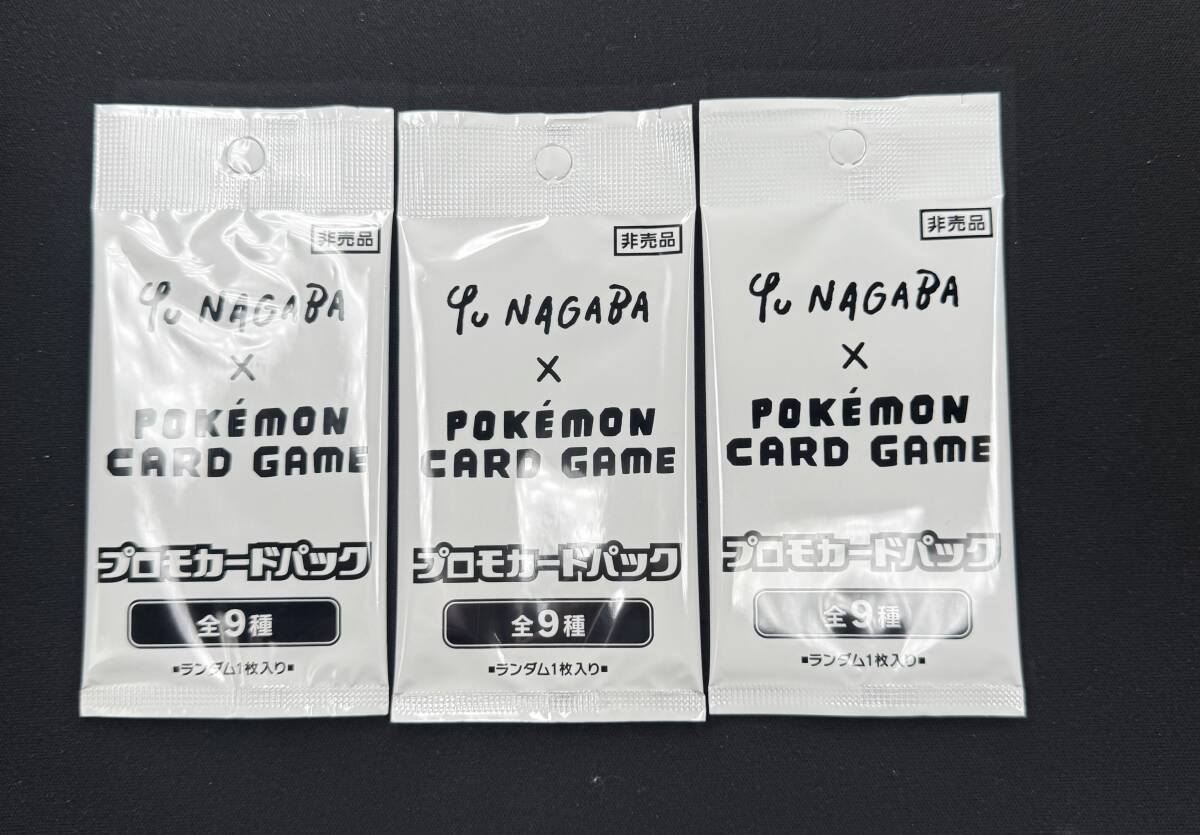 非売品
Yu NAGABA
×
POKÉMON
CARD GAME
プロモカードパック
全9種
▪ランダム1枚入り▪
非売品
Yu NAGABA
×
POKÉMON
CARD GAME
プロモカードパック
全9種
▪ランダム1枚入り▪
非売品
Yu NAGABA
×
POKÉMON
CARD GAME
プロモカードパック
全9種
▪ランダム1枚入り▪